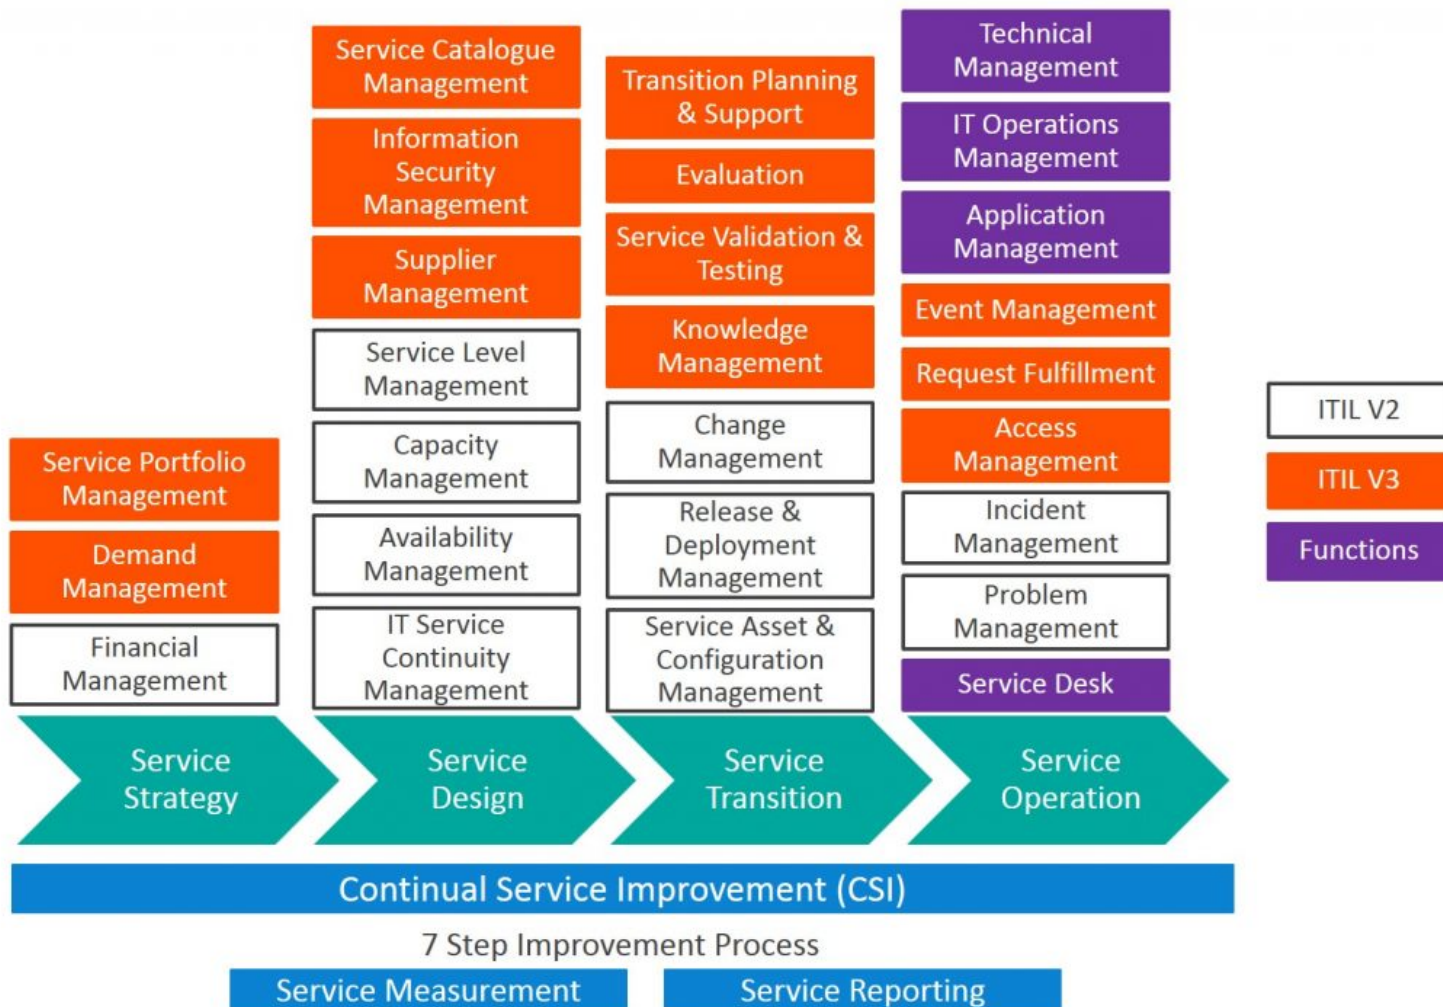 Service Catalogue
Management
Information
Security
Management
Supplier
Management
Service Level
Management
Capacity
Management
Availability
Management
IT Service
Continuity
Management
Transition Planning
& Support
Evaluation
Service Validation &
Testing
Knowledge
Management
Change
Management
Release &
Deployment
Management
Service Asset &
Configuration
Management
Technical
Management
IT Operations
Management
Application
Management
Event Management
Request Fulfillment
Access
Management
Incident
Management
Problem
Management
Service Desk
Service Portfolio
Management
Demand
Management
Financial
Management
ITIL V2
ITIL V3
Functions
Service
Strategy
Service
Design
Service
Transition
Service
Operation
Continual Service Improvement (CSI)
7 Step Improvement Process
Service Measurement
Service Reporting